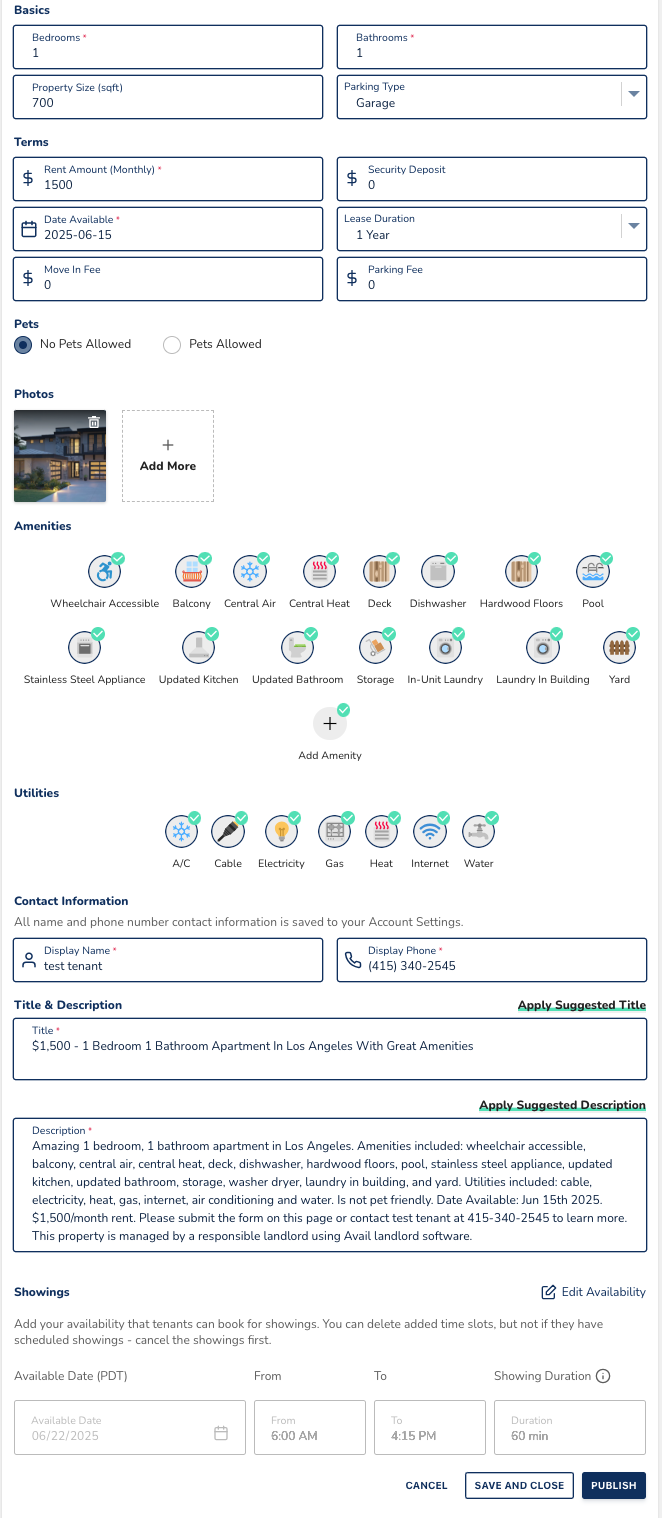 Basics
Bedrooms *
1
Bathrooms *
1
Property Size (sqft)
700
Parking Type
Garage
Terms
Rent Amount (Monthly) *
$ 1500
Security Deposit
$ 0
Date Available *
2025-06-15
Lease Duration
1 Year
Move In Fee
$ 0
Parking Fee
$ 0
Pets
No Pets Allowed
Pets Allowed
Photos
+
Add More
Amenities
Wheelchair Accessible Balcony Central Air Central Heat Deck Dishwasher Hardwood Floors Pool
Stainless Steel Appliance Updated Kitchen Updated Bathroom Storage In-Unit Laundry Laundry In Building Yard
+
Add Amenity
Utilities
A/C Cable Electricity Gas Heat Internet Water
Contact Information
All name and phone number contact information is saved to your Account Settings.
Display Name *
test tenant
Display Phone *
(415) 340-2545
Title & Description
Apply Suggested Title
Title *
$1,500 - 1 Bedroom 1 Bathroom Apartment In Los Angeles With Great Amenities
Apply Suggested Description
Description *
Amazing 1 bedroom, 1 bathroom apartment in Los Angeles. Amenities included: wheelchair accessible,
balcony, central air, central heat, deck, dishwasher, hardwood floors, pool, stainless steel appliance, updated
kitchen, updated bathroom, storage, washer dryer, laundry in building, and yard. Utilities included: cable,
electricity, heat, gas, internet, air conditioning and water. Is not pet friendly. Date Available: Jun 15th 2025.
$1,500/month rent. Please submit the form on this page or contact test tenant at 415-340-2545 to learn more.
This property is managed by a responsible landlord using Avail landlord software.
Showings
Edit Availability
Add your availability that tenants can book for showings. You can delete added time slots, but not if they have
scheduled showings - cancel the showings first.
Available Date (PDT) From To Showing Duration
Available Date
06/22/2025
From
6:00 AM
To
4:15 PM
Duration
60 min
CANCEL SAVE AND CLOSE PUBLISH